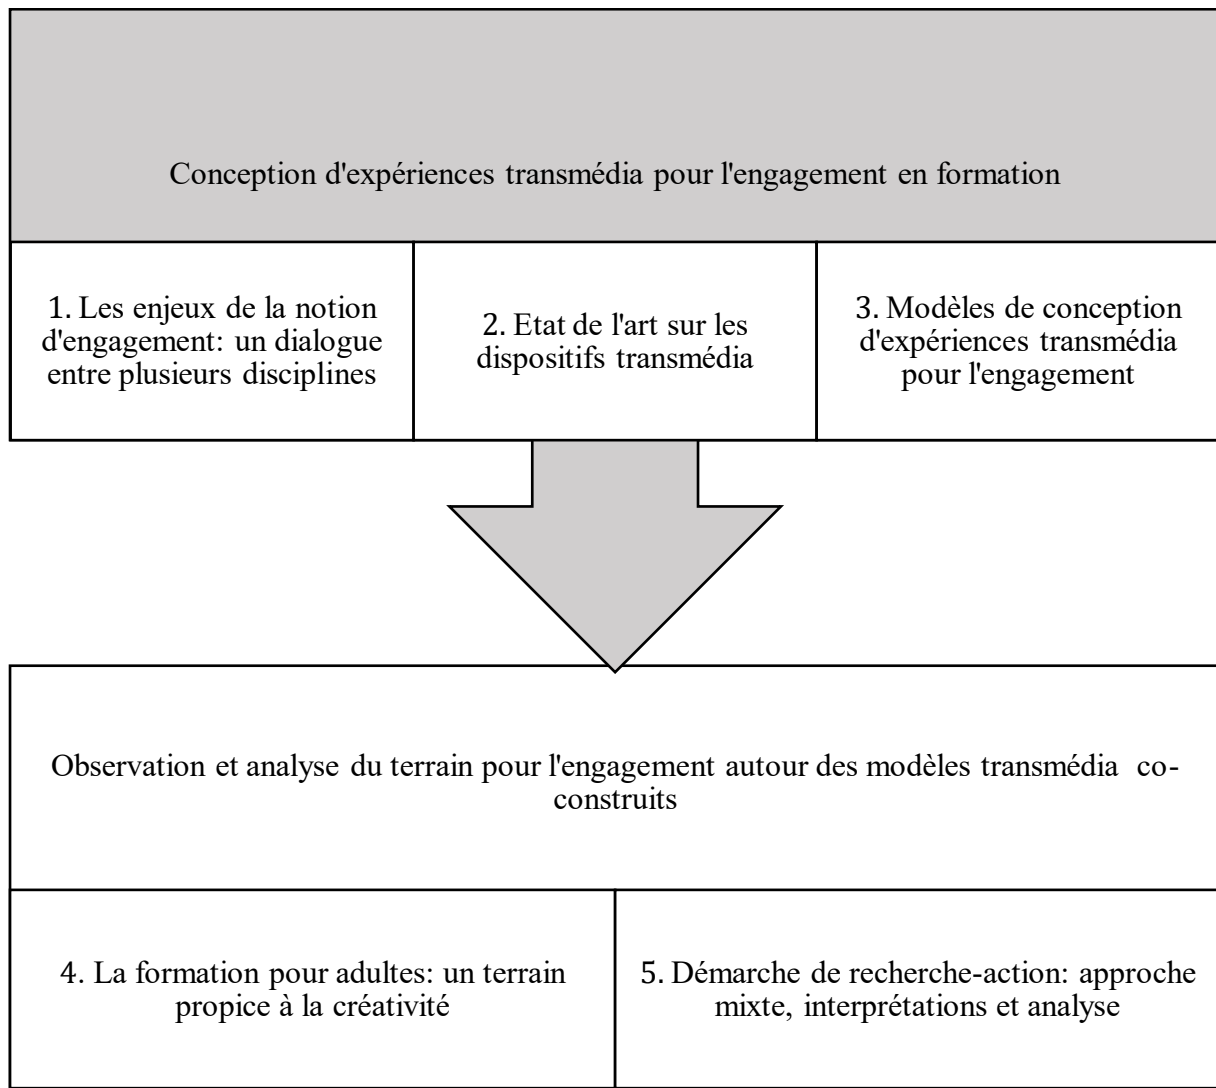 Conception d'expériences transmédia pour l'engagement en formation
1. Les enjeux de la notion
d'engagement: un dialogue
entre plusieurs disciplines
2. Etat de l'art sur les
dispositifs transmédia
3. Modèles de conception
d'expériences transmédia
pour l'engagement
Observation et analyse du terrain pour l'engagement autour des modèles transmédia co-
construits
4. La formation pour adultes: un terrain
propice à la créativité
5. Démarche de recherche-action: approche
mixte, interprétations et analyse